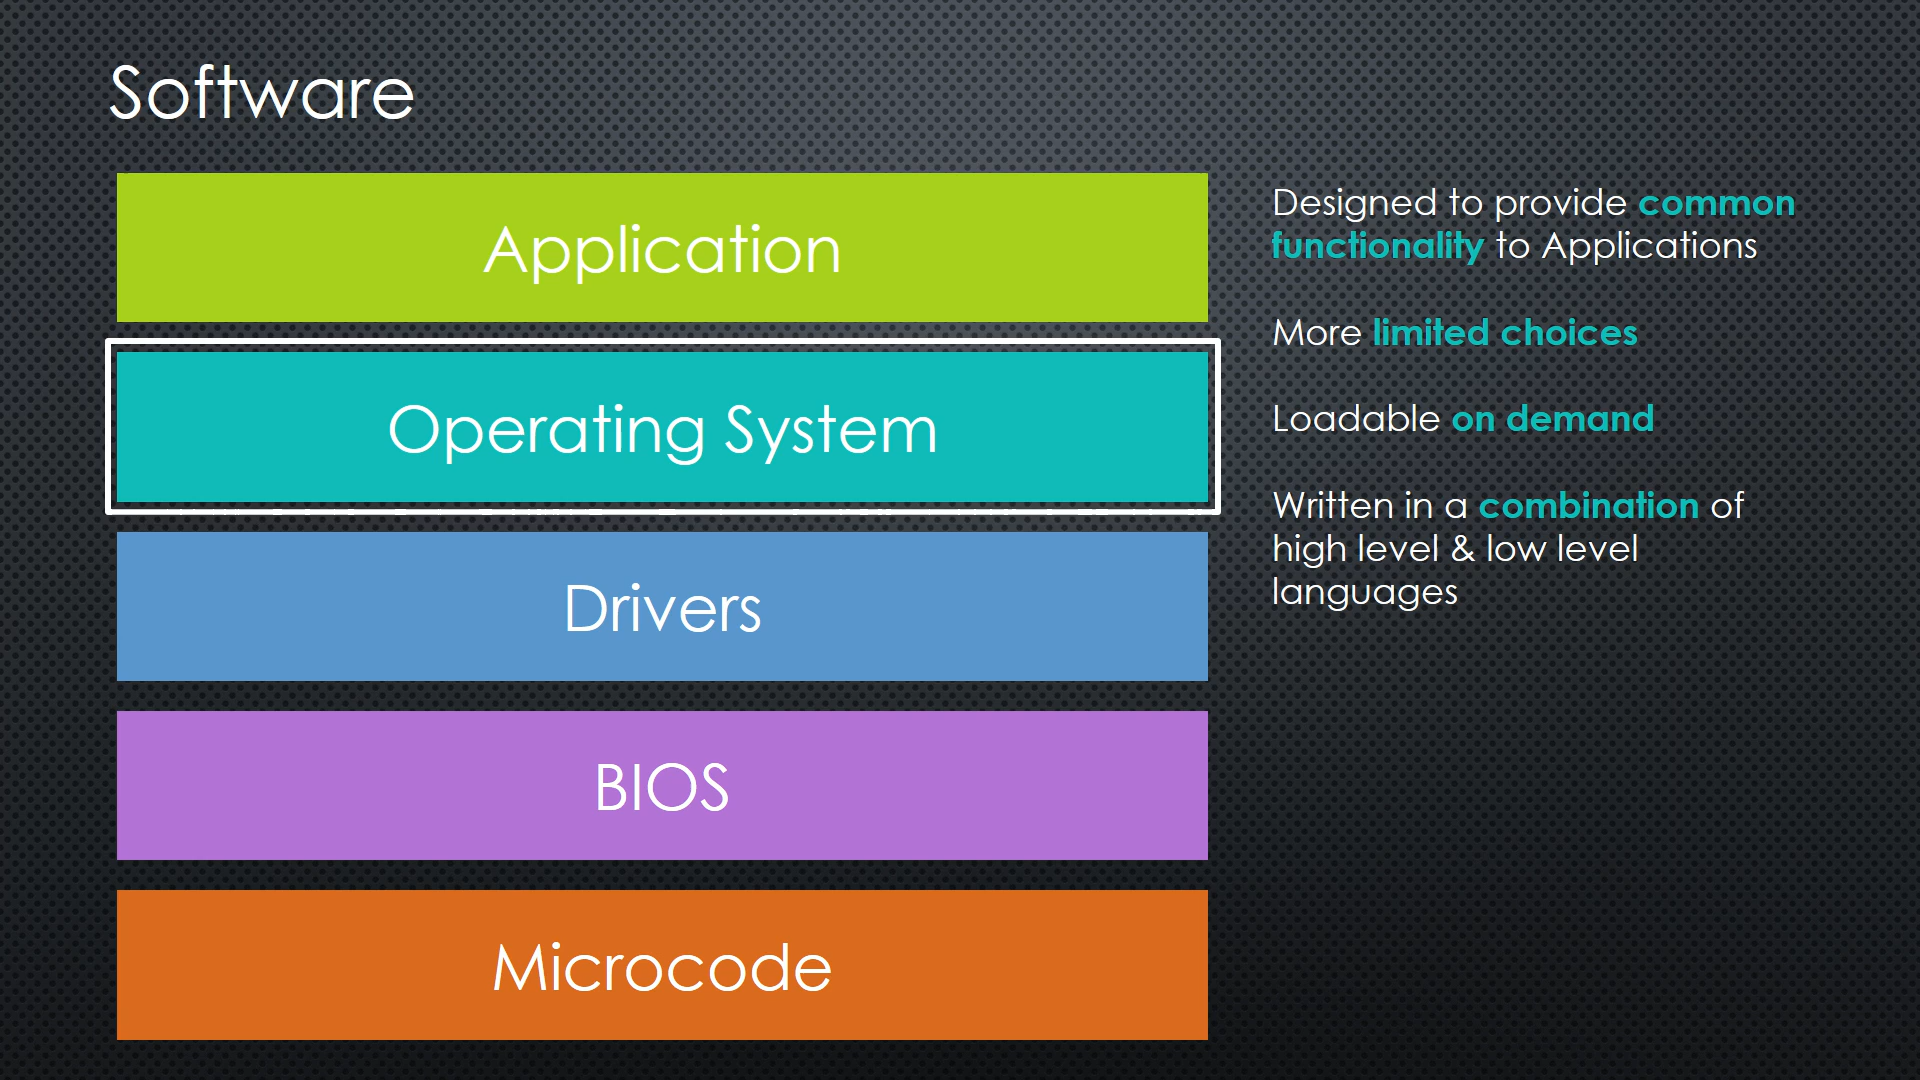 Software
Application
Operating System
Drivers
BIOS
Microcode
Designed to provide common
functionality to Applications
More limited choices
Loadable on demand
Written in a combination of
high level & low level
languages